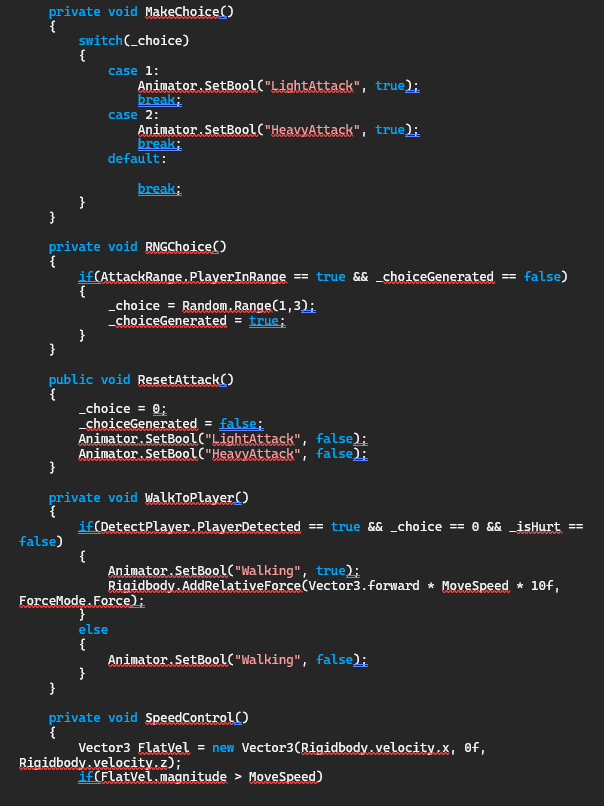 private void MakeChoice()
{
switch(_choice)
{
case 1:
Animator.SetBool("LightAttack", true);
break;
case 2:
Animator.SetBool("HeavyAttack", true);
break;
default:
break;
}
}
private void RNGChoice()
{
if(AttackRange.PlayerInRange == true && _choiceGenerated == false)
{
_choice = Random.Range(1,3);
_choiceGenerated = true;
}
}
public void ResetAttack()
{
_choice = 0;
_choiceGenerated = false;
Animator.SetBool("LightAttack", false);
Animator.SetBool("HeavyAttack", false);
}
private void WalkToPlayer()
{
if(DetectPlayer.PlayerDetected == true && _choice == 0 && _isHurt ==
false)
{
Animator.SetBool("Walking", true);
Rigidbody.AddRelativeForce(Vector3.forward * MoveSpeed * 10f,
ForceMode.Force);
}
else
{
Animator.SetBool("Walking", false);
}
}
private void SpeedControl()
{
Vector3 FlatVel = new Vector3(Rigidbody.velocity.x, 0f,
Rigidbody.velocity.z);
if(FlatVel.magnitude > MoveSpeed)